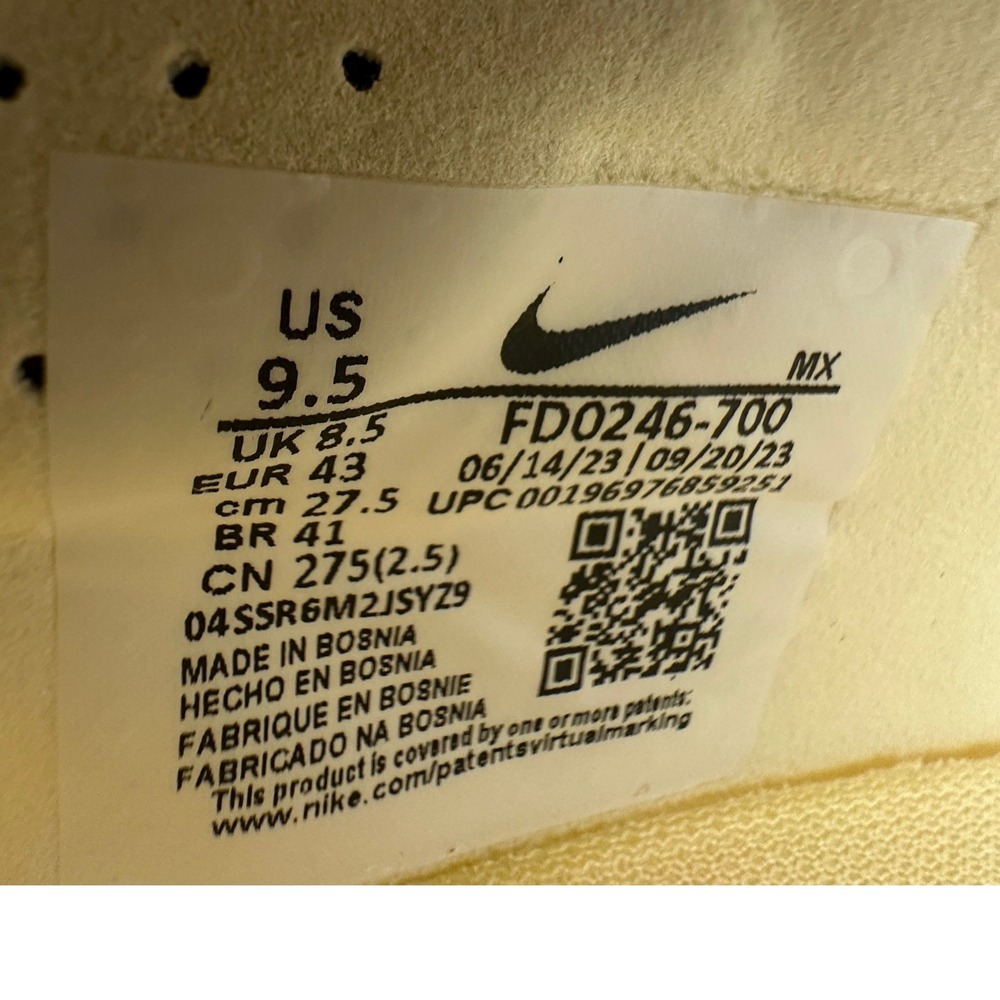 US
9.5
MX
UK 8.5
FD0246-700
EUR 43
06/14/23 | 09/20/23
cm 27.5
UPC 00196976859251
BR 41
CN 275(2.5)
04S5R6M2JSYZ9
MADE IN BOSNIA
HECHO EN BOSNIA
FABRIQUE EN BOSNIE
FABRICADO NA BOSNIA
This product is covered by one or more patents:
www.nike.com/patentsvirtualmarking